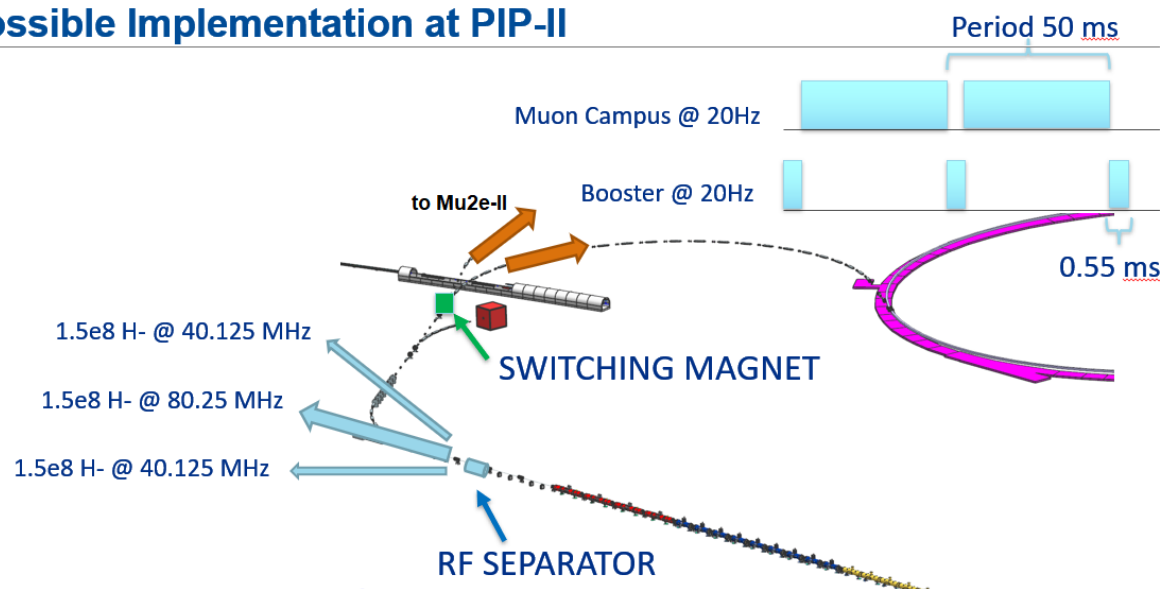 ossible Implementation at PIP-II
Period 50 ms
Muon Campus @ 20Hz
Booster @ 20Hz
to Mu2e-II
0.55 ms
1.5e8 H- @ 40.125 MHz
SWITCHING MAGNET
1.5e8 H- @ 80.25 MHz
1.5e8 H- @ 40.125 MHz
RF SEPARATOR